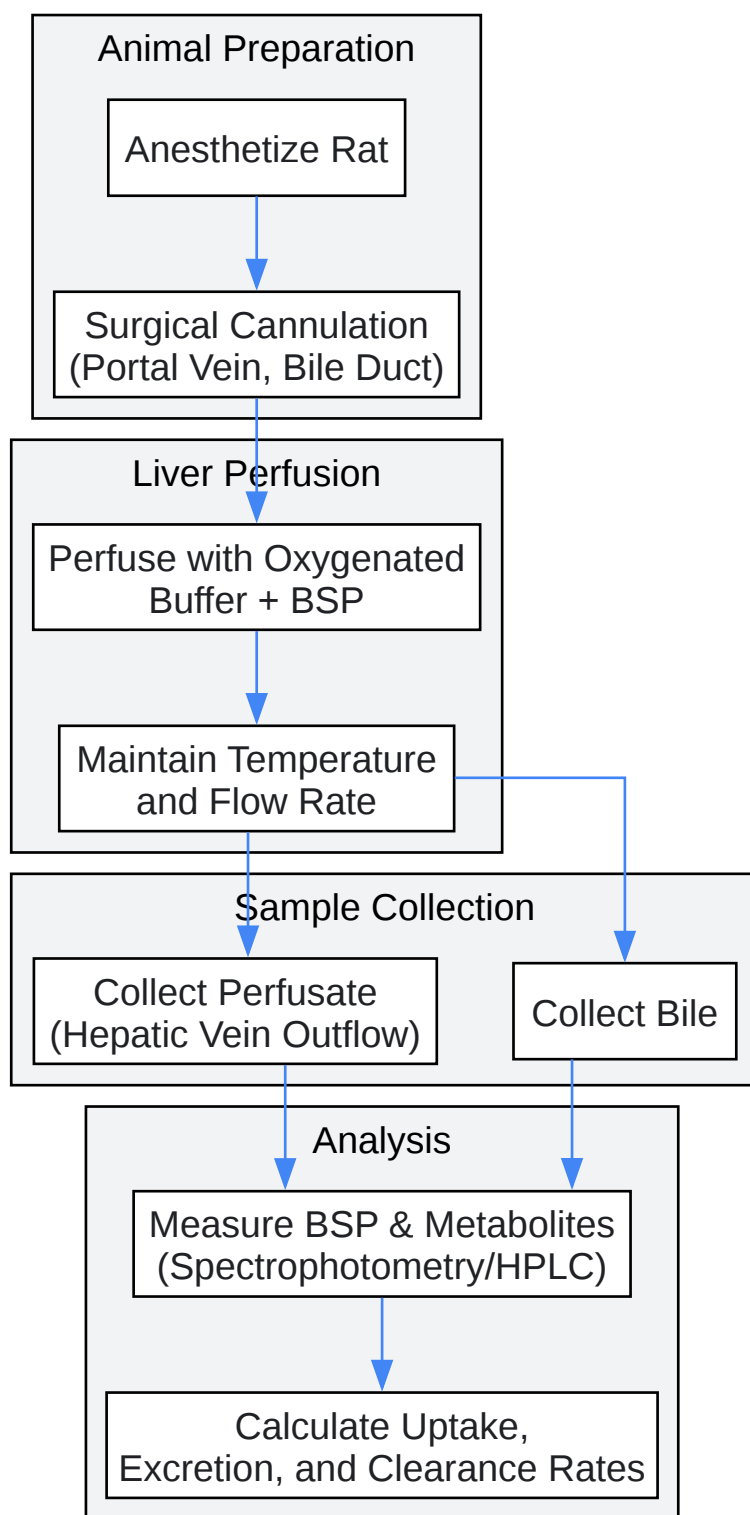 Animal Preparation
Anesthetize Rat
Surgical Cannulation
(Portal Vein, Bile Duct)
Liver Perfusion
Perfuse with Oxygenated
Buffer + BSP
Maintain Temperature
and Flow Rate
Sample Collection
Collect Perfusate
(Hepatic Vein Outflow)
Collect Bile
Analysis
Measure BSP & Metabolites
(Spectrophotometry/HPLC)
Calculate Uptake,
Excretion, and Clearance Rates